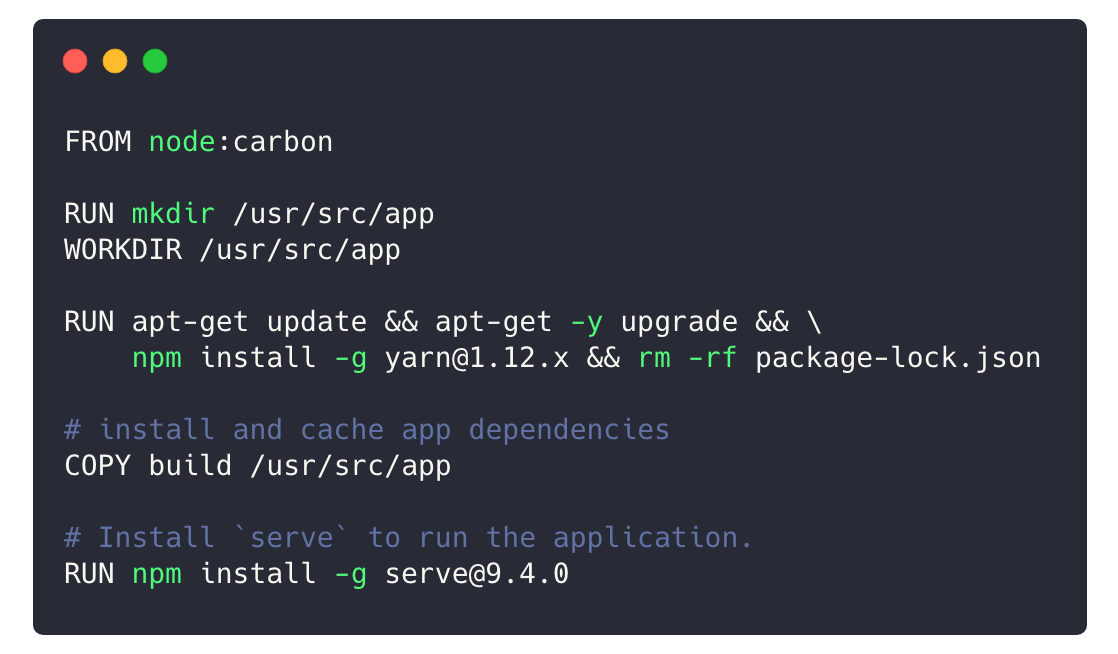 FROM node:carbon
RUN mkdir /usr/src/app
WORKDIR /usr/src/app
RUN apt-get update && apt-get -y upgrade && \
    npm install -g yarn@1.12.x && rm -rf package-lock.json
# install and cache app dependencies
COPY build /usr/src/app
# Install `serve` to run the application.
RUN npm install -g serve@9.4.0